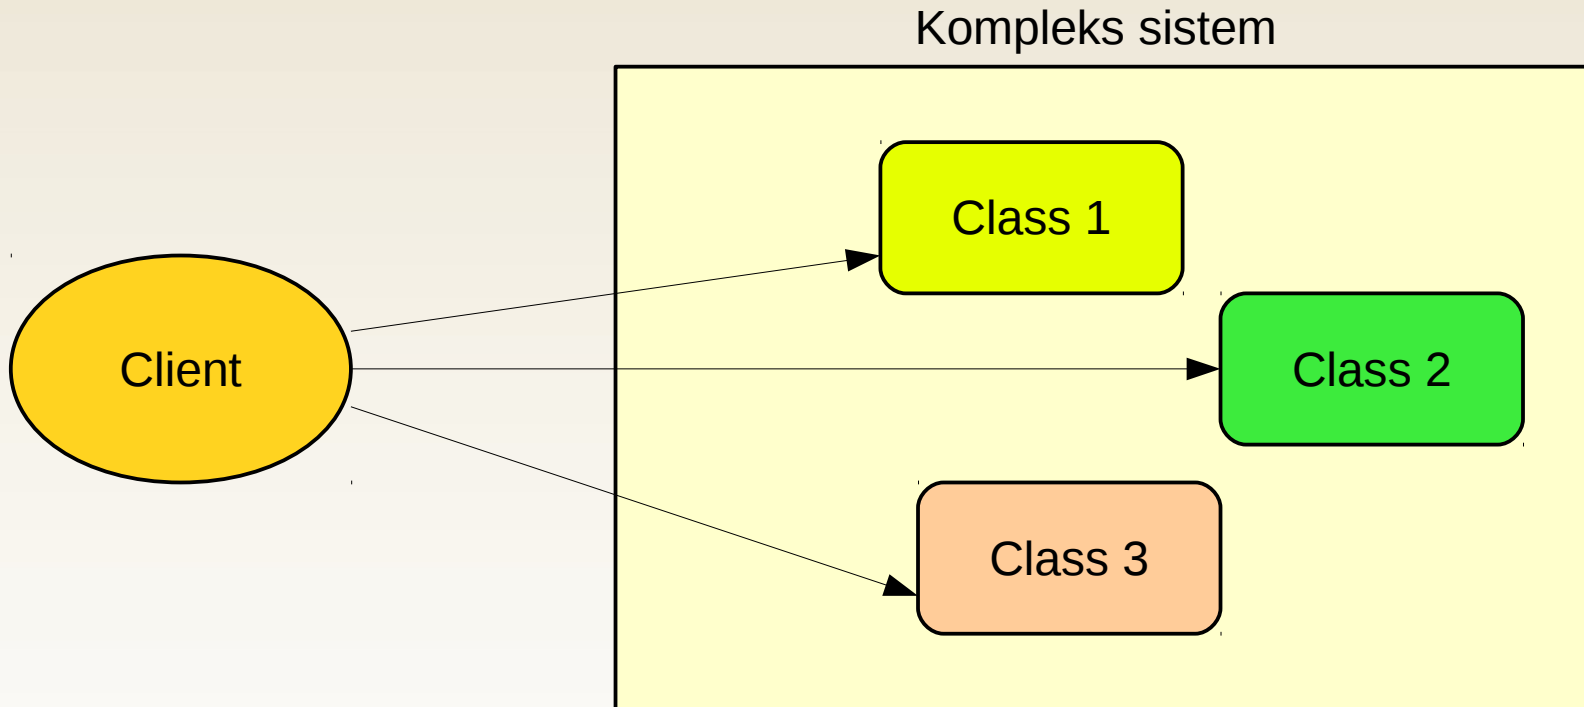 Kompleks sistem
Class 1
Client
Class 2
Class 3